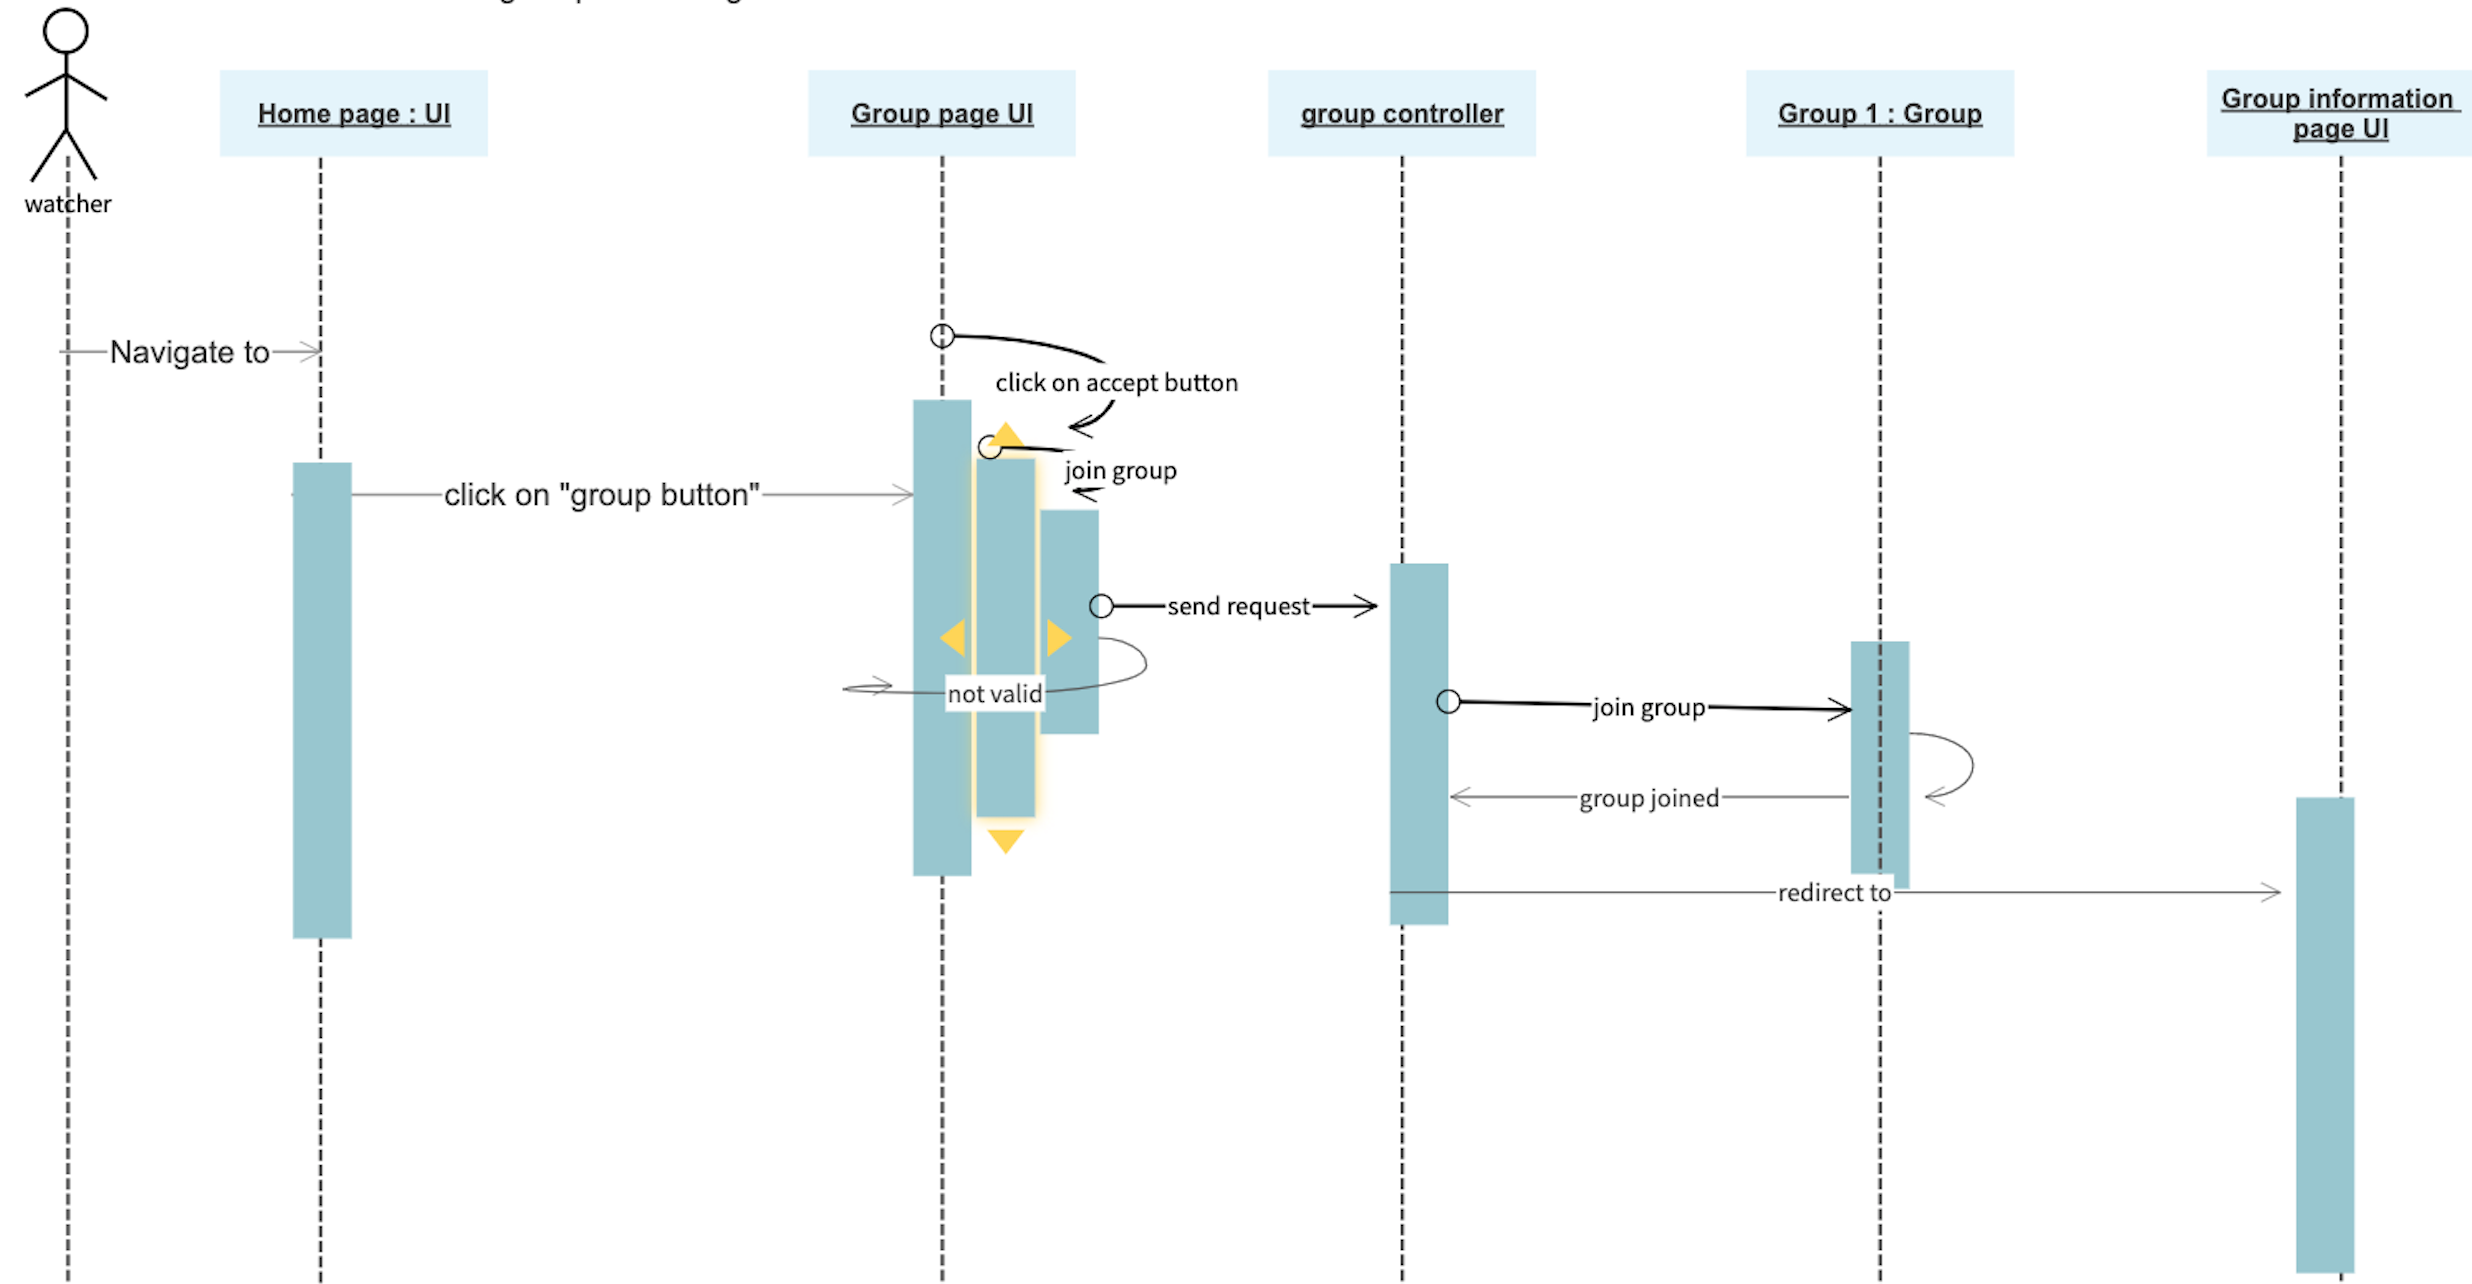 watcher
Home page : UI
Group page UI
group controller
Group 1 : Group
Group information
page UI
Navigate to
click on accept button
join group
click on "group button"
send request
not valid
join group
group joined
redirect to